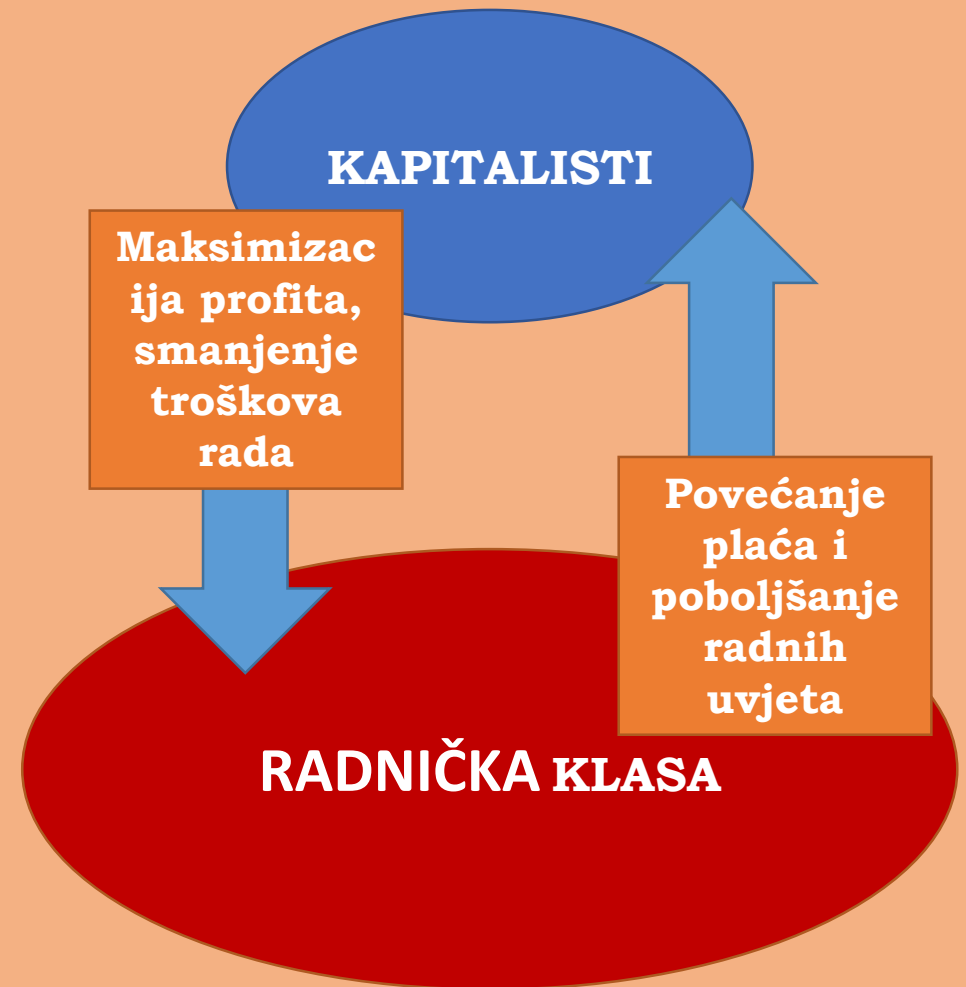 KAPITALISTI
Maksimizac
ija profita,
smanjenje
troškova
rada
Povećanje
plaća i
poboljšanje
radnih
uvjeta
RADNIČKA KLASA